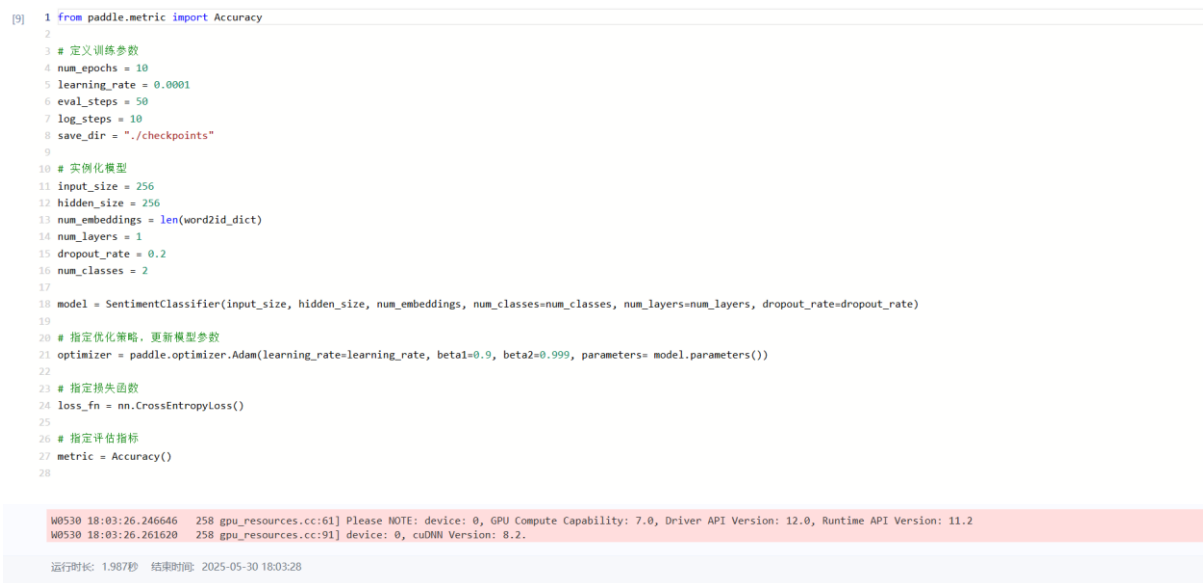 [9]
1 from paddle.metric import Accuracy
2
3 # 定义训练参数
4 num_epochs = 10
5 learning_rate = 0.0001
6 eval_steps = 50
7 log_steps = 10
8 save_dir = "./checkpoints"
9
10 # 实例化模型
11 input_size = 256
12 hidden_size = 256
13 num_embeddings = len(word2id_dict)
14 num_layers = 1
15 dropout_rate = 0.2
16 num_classes = 2
17
18 model = SentimentClassifier(input_size, hidden_size, num_embeddings, num_classes=num_classes, num_layers=num_layers, dropout_rate=dropout_rate)
19
20 # 指定优化策略，更新模型参数
21 optimizer = paddle.optimizer.Adam(learning_rate=learning_rate, beta1=0.9, beta2=0.999, parameters= model.parameters())
22
23 # 指定损失函数
24 loss_fn = nn.CrossEntropyLoss()
25
26 # 指定评估指标
27 metric = Accuracy()
28
W0530 18:03:26.246646 258 gpu_resources.cc:61] Please NOTE: device: 0, GPU Compute Capability: 7.0, Driver API Version: 12.0, Runtime API Version: 11.2
W0530 18:03:26.261620 258 gpu_resources.cc:91] device: 0, cuDNN Version: 8.2.
运行时长: 1.987秒 结束时间: 2025-05-30 18:03:28